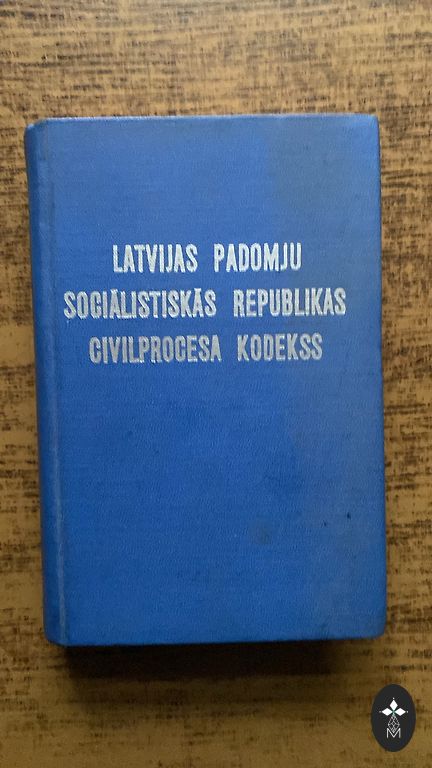 LATVIJAS PADOMJU
SOCIĀLISTISKĀS REPUBLIKAS
CIVILPROCESA KODEKSS
M